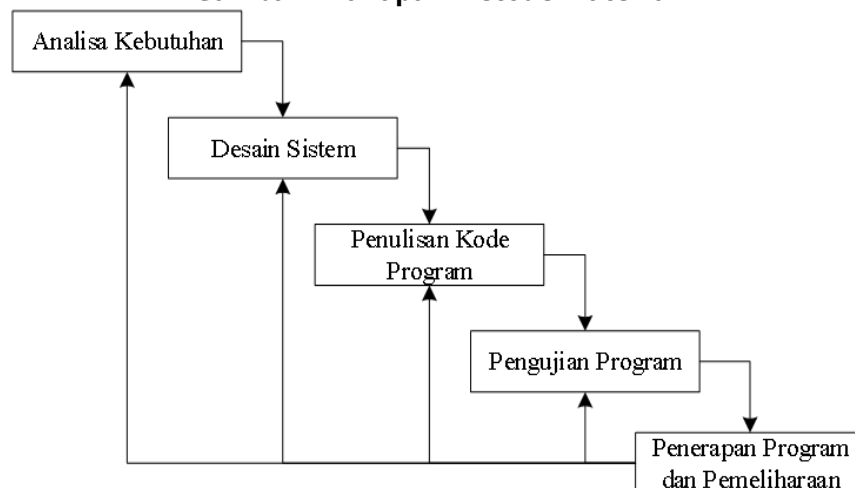 Analisa Kebutuhan
Desain Sistem
Penulisan Kode
Program
Pengujian Program
Penerapan Program
dan Pemeliharaan